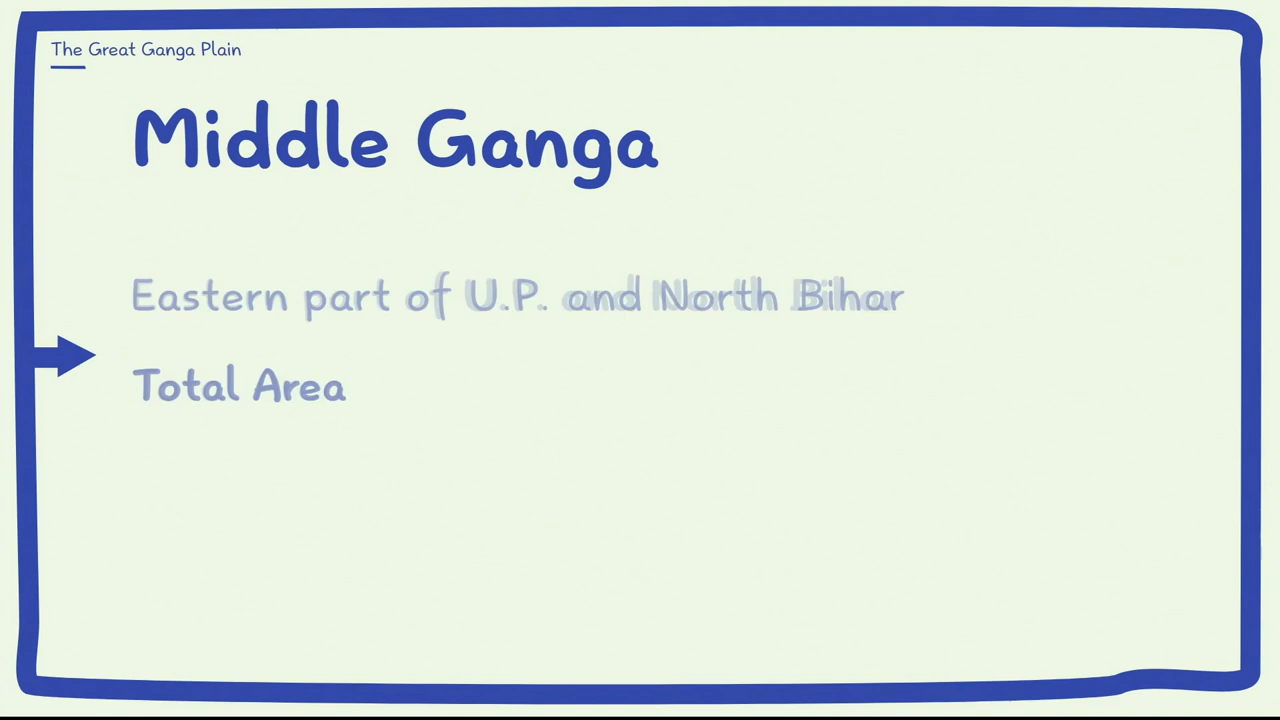 The Great Ganga Plain
Middle Ganga
Eastern part of U.P. and North Bihar
Total Area